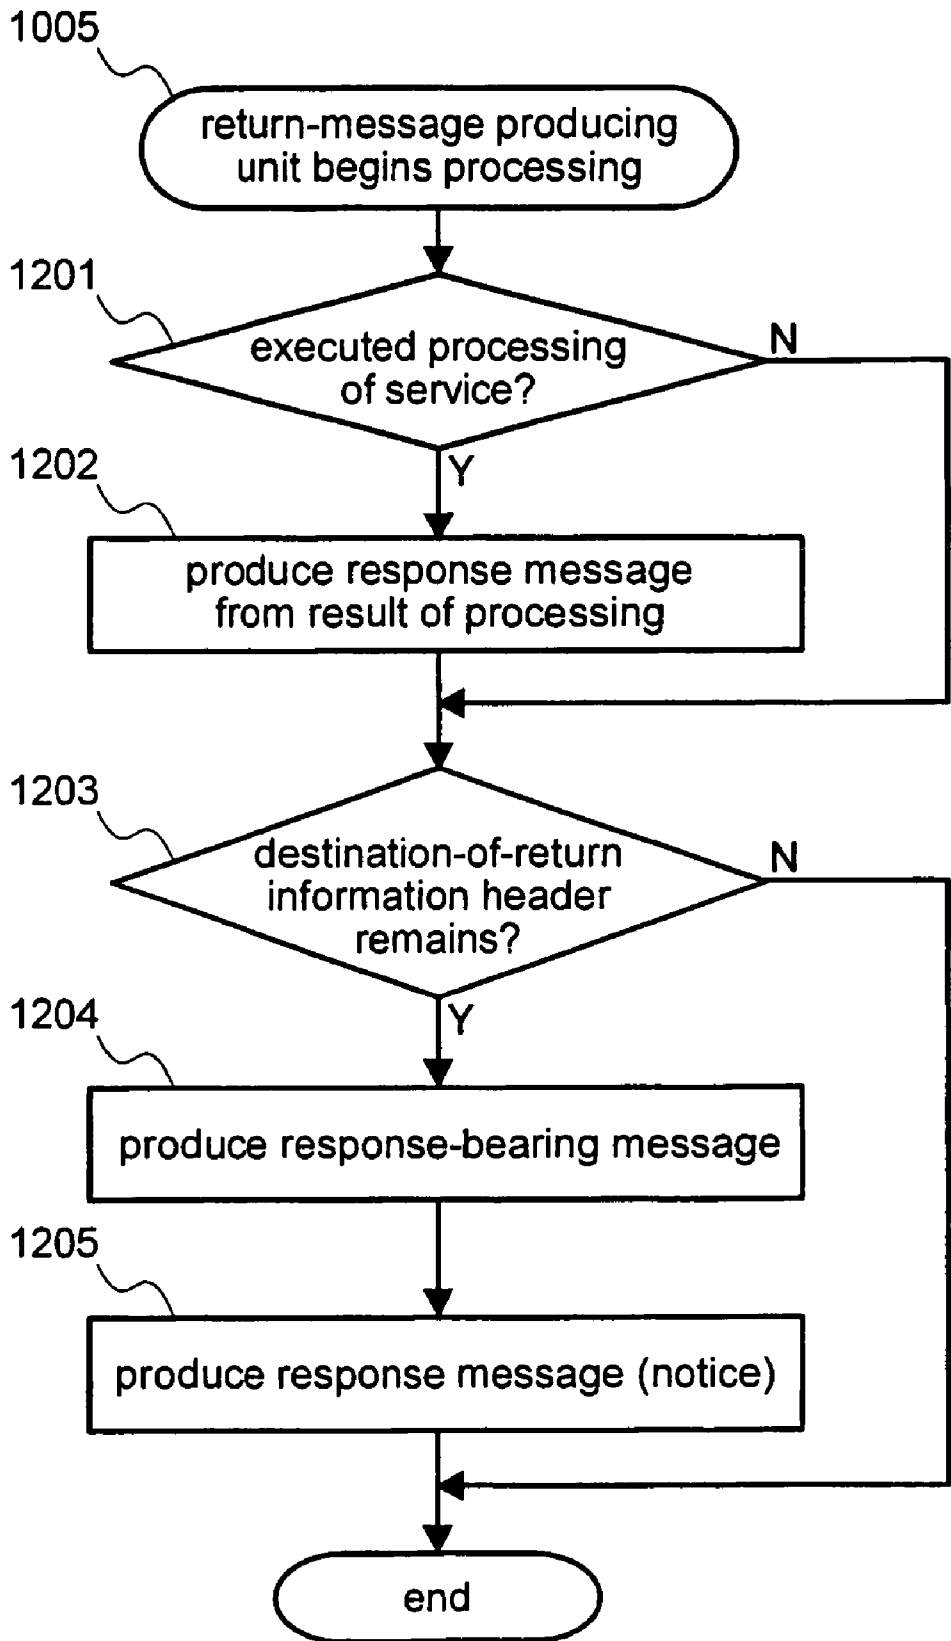 1005
return-message producing
unit begins processing
1201
executed processing
of service?
N
Y
1202
produce response message
from result of processing
1203
destination-of-return
information header
remains?
N
Y
1204
produce response-bearing message
1205
produce response message (notice)
end